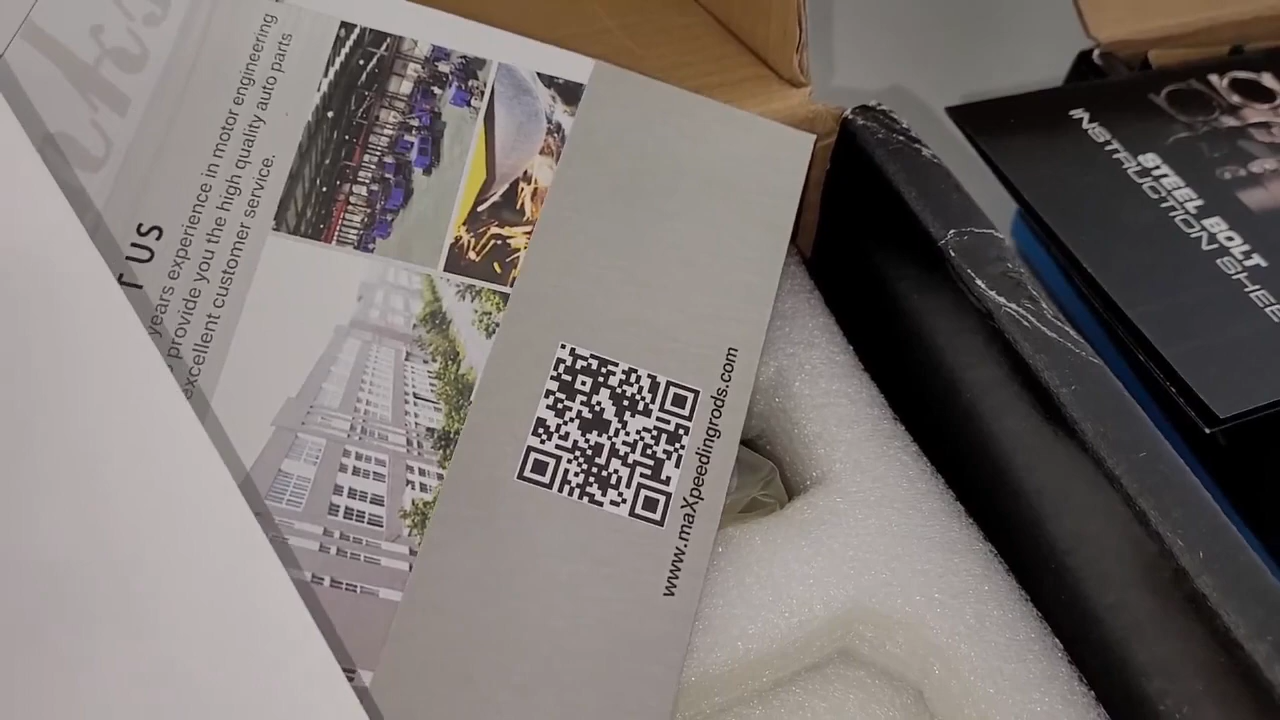 T US
years experience in motor engineering
provide you the high quality auto parts
excellent customer service.
www.maXpeedingrods.com
STEEL BOLT
INSTRUCTION SHEE